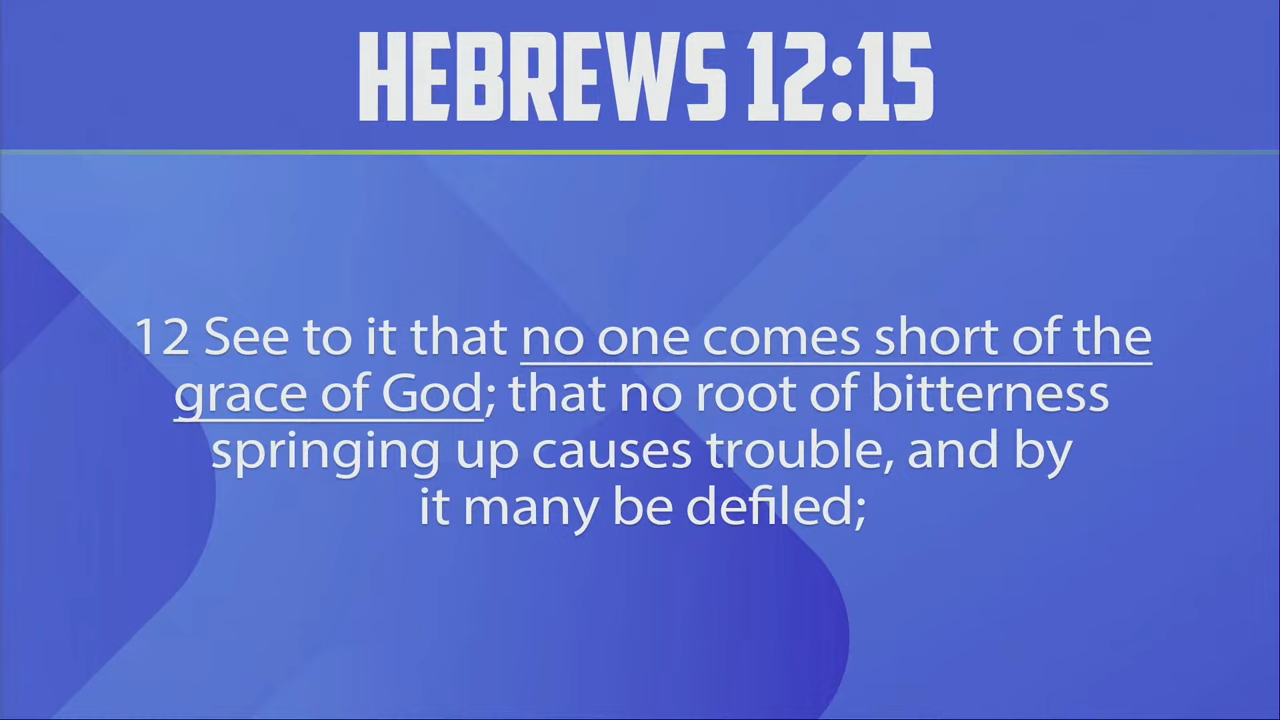 HEBREWS 12:15
12 See to it that no one comes short of the
grace of God; that no root of bitterness
springing up causes trouble, and by
it many be defiled;